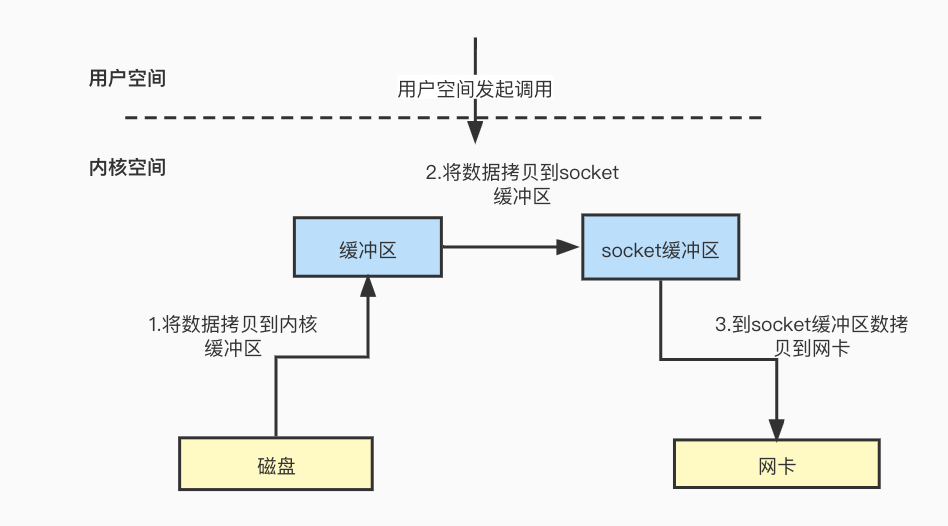 用户空间
用户空间发起调用
内核空间
2.将数据拷贝到socket
缓冲区
缓冲区
socket缓冲区
1.将数据拷贝到内核
缓冲区
3.到socket缓冲区数拷
贝到网卡
磁盘
网卡